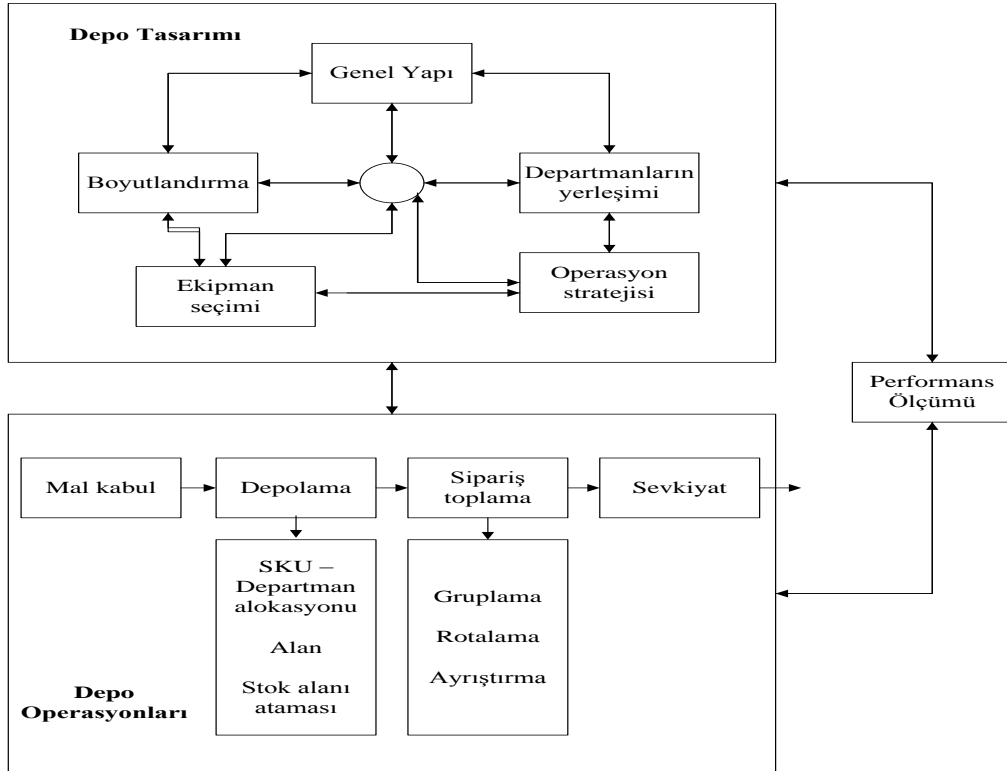 Depo Tasarımı
Genel Yapı
Boyutlandırma
Departmanların
yerleşimi
Ekipman
seçimi
Operasyon
stratejisi
Performans
Ölçümü
Mal kabul
Depolama
Sipariş
toplama
Sevkiyat
SKU –
Departman
alokasyonu
Alan
Stok alanı
ataması
Gruplama
Rotalama
Ayrıştırma
Depo
Operasyonları